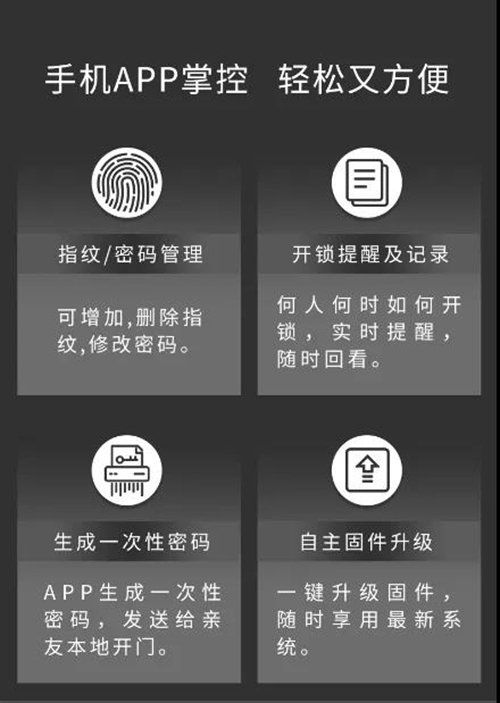 手机APP掌控 轻松又方便
指纹/密码管理
可增加,删除指
纹,修改密码。
开锁提醒及记录
何人何时如何开
锁，实时提醒，
随时回看。
生成一次性密码
APP生成一次性
密码，发送给亲
友本地开门。
自主固件升级
一键升级固件，
随时享用最新系
统。